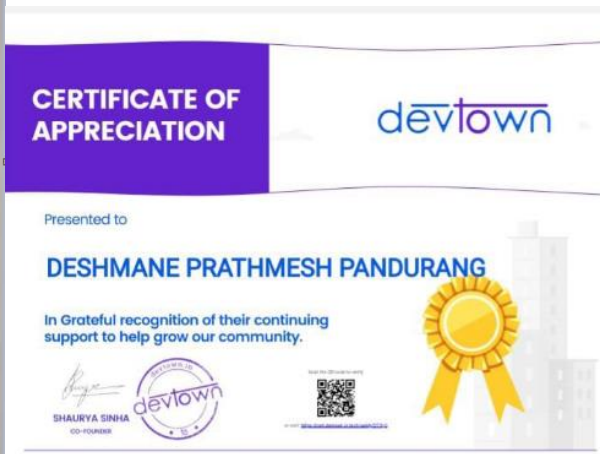 CERTIFICATE OF
APPRECIATION
devtown
Presented to
DESHMANE PRATHMESH PANDURANG
In Grateful recognition of their continuing
support to help grow our community.
devtown
SHAURYA SINHA
CO-FOUNDER